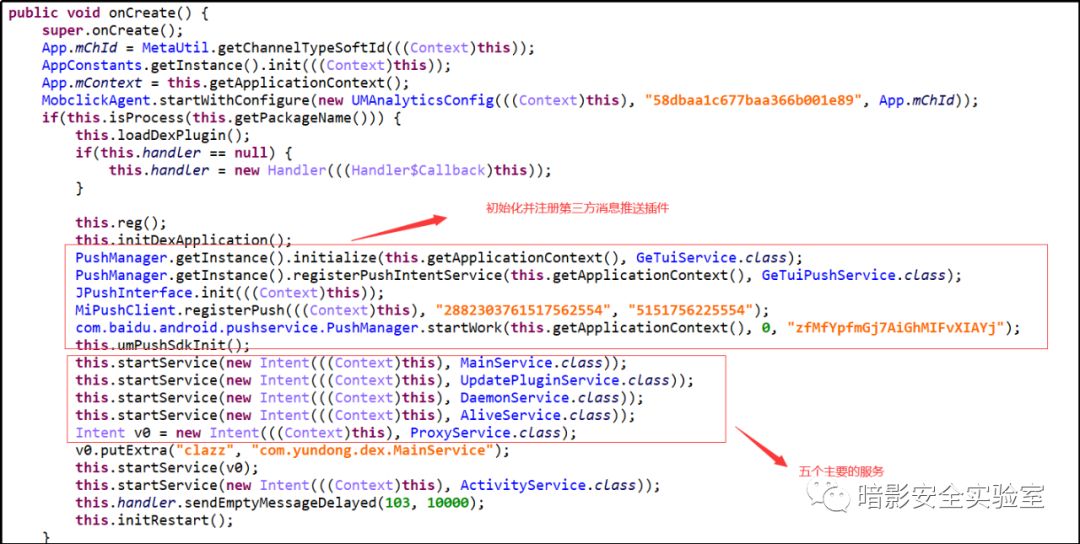 public void onCreate() {
super.onCreate();
App.mChId = MetaUtil.getChannelTypeSoftId(((Context)this));
AppConstants.getInstance().init(((Context)this));
App.mContext = this.getApplicationContext();
MobclickAgent.startWithConfigure(new UMAnalyticsConfig(((Context)this), "58dbaa1c677baa366b001e89", App.mChId));
if(this.isProcess(this.getPackageName())) {
this.loadDexPlugin();
if(this.handler == null) {
this.handler = new Handler(((Handler$Callback)this));
}
初始化并注册第三方消息推送插件
this.reg();
this.initDexApplication();
PushManager.getInstance().initialize(this.getApplicationContext(), GeTuiService.class);
PushManager.getInstance().registerPushIntentService(this.getApplicationContext(), GeTuiPushService.class);
JPushInterface.init(((Context)this));
MiPushClient.registerPush(((Context)this), "2882303761517562554", "5151756225554");
com.baidu.android.pushservice.PushManager.startWork(this.getApplicationContext(), 0, "zfMfYpfmGj7AiGhMIFvXIAYj");
this.umPushSdkInit();
this.startService(new Intent(((Context)this), MainService.class));
this.startService(new Intent(((Context)this), UpdatePluginService.class));
this.startService(new Intent(((Context)this), DaemonService.class));
this.startService(new Intent(((Context)this), AliveService.class));
Intent v0 = new Intent(((Context)this), ProxyService.class);
v0.putExtra("clazz", "com.yundong.dex.MainService");
this.startService(v0);
五个主要的服务
this.startService(new Intent(((Context)this), ActivityService.class));
this.handler.sendEmptyMessageDelayed(103, 10000);
暗影安全实验室
this.initRestart();
}